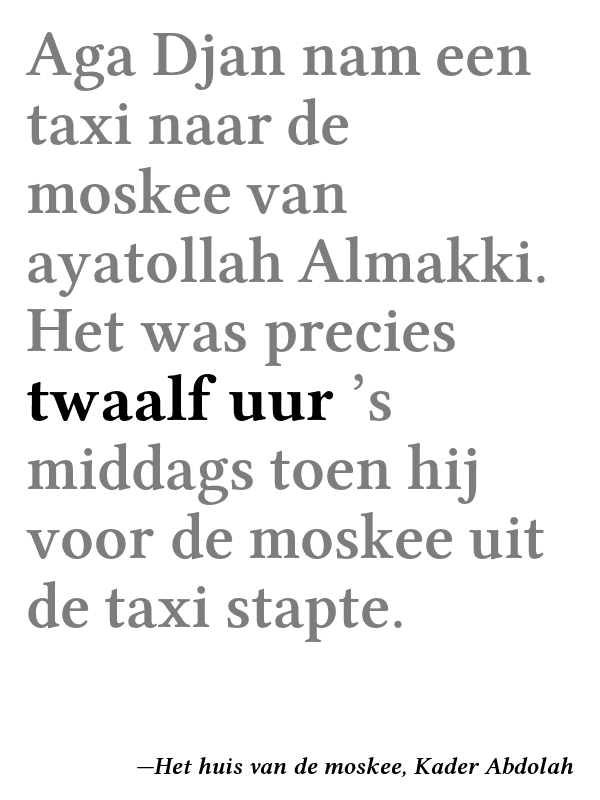 Aga Djan nam een
taxi naar de
moskee van
ayatollah Almakki.
Het was precies
twaalf uur ’s
middags toen hij
voor de moskee uit
de taxi stapte.
—Het huis van de moskee, Kader Abdolah